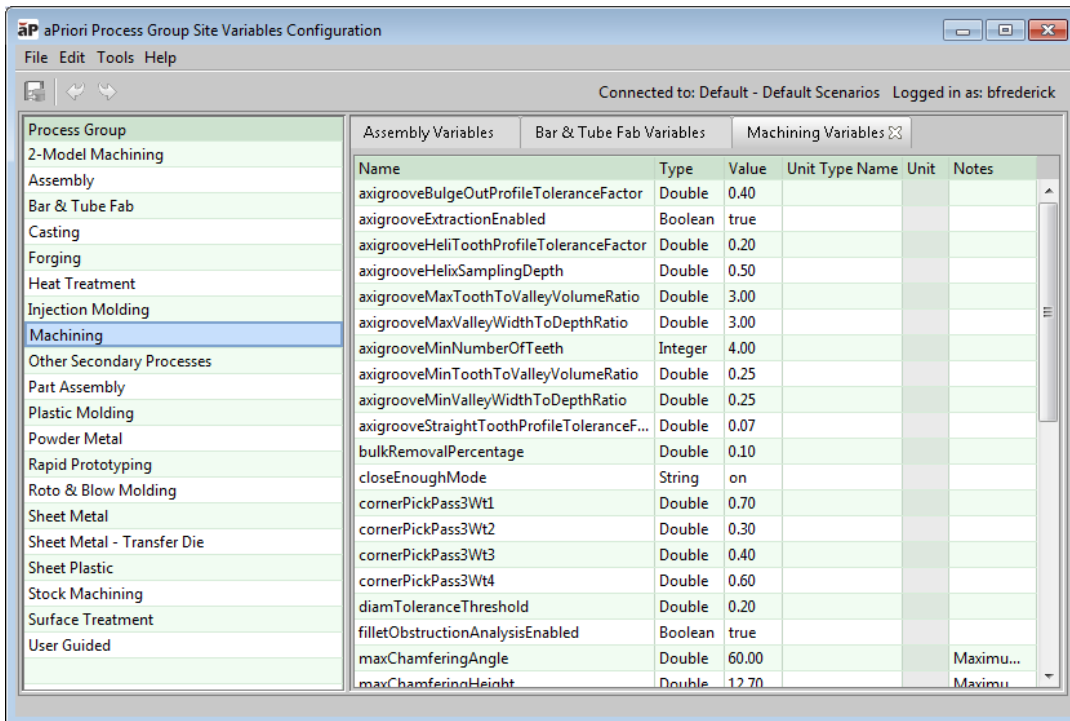 aP aPriori Process Group Site Variables Configuration
File Edit Tools Help
Connected to: Default - Default Scenarios Logged in as: bfrederick
Process Group
2-Model Machining
Assembly
Bar & Tube Fab
Casting
Forging
Heat Treatment
Injection Molding
Machining
Other Secondary Processes
Part Assembly
Plastic Molding
Powder Metal
Rapid Prototyping
Roto & Blow Molding
Sheet Metal
Sheet Metal - Transfer Die
Sheet Plastic
Stock Machining
Surface Treatment
User Guided
Assembly Variables Bar & Tube Fab Variables Machining Variables
Name Type Value Unit Type Name Unit Notes
axigrooveBulgeOutProfileToleranceFactor Double 0.40
axigrooveExtractionEnabled Boolean true
axigrooveHeliToothProfileToleranceFactor Double 0.20
axigrooveHelixSamplingDepth Double 0.50
axigrooveMaxToothToValleyVolumeRatio Double 3.00
axigrooveMaxValleyWidthToDepthRatio Double 3.00
axigrooveMinNumberOfTeeth Integer 4.00
axigrooveMinToothToValleyVolumeRatio Double 0.25
axigrooveMinValleyWidthToDepthRatio Double 0.25
axigrooveStraightToothProfileToleranceF... Double 0.07
bulkRemovalPercentage Double 0.10
closeEnoughMode String on
cornerPickPass3Wt1 Double 0.70
cornerPickPass3Wt2 Double 0.30
cornerPickPass3Wt3 Double 0.40
cornerPickPass3Wt4 Double 0.60
diamToleranceThreshold Double 0.20
filletObstructionAnalysisEnabled Boolean true
maxChamferingAngle Double 60.00 Maximu...
maxChamferingHeight Double 12.70 Maximu